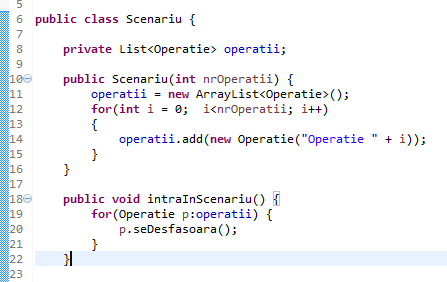 5
6 public class Scenariu {
7
8     private List<Operatie> operatii;
9
10     public Scenariu(int nrOperatii) {
11         operatii = new ArrayList<Operatie>();
12         for(int i = 0;  i<nrOperatii; i++)
13         {
14             operatii.add(new Operatie("Operatie " + i));
15         }
16     }
17
18     public void intraInScenariu() {
19         for(Operatie p:operatii) {
20             p.seDesfasoara();
21         }
22     }
23